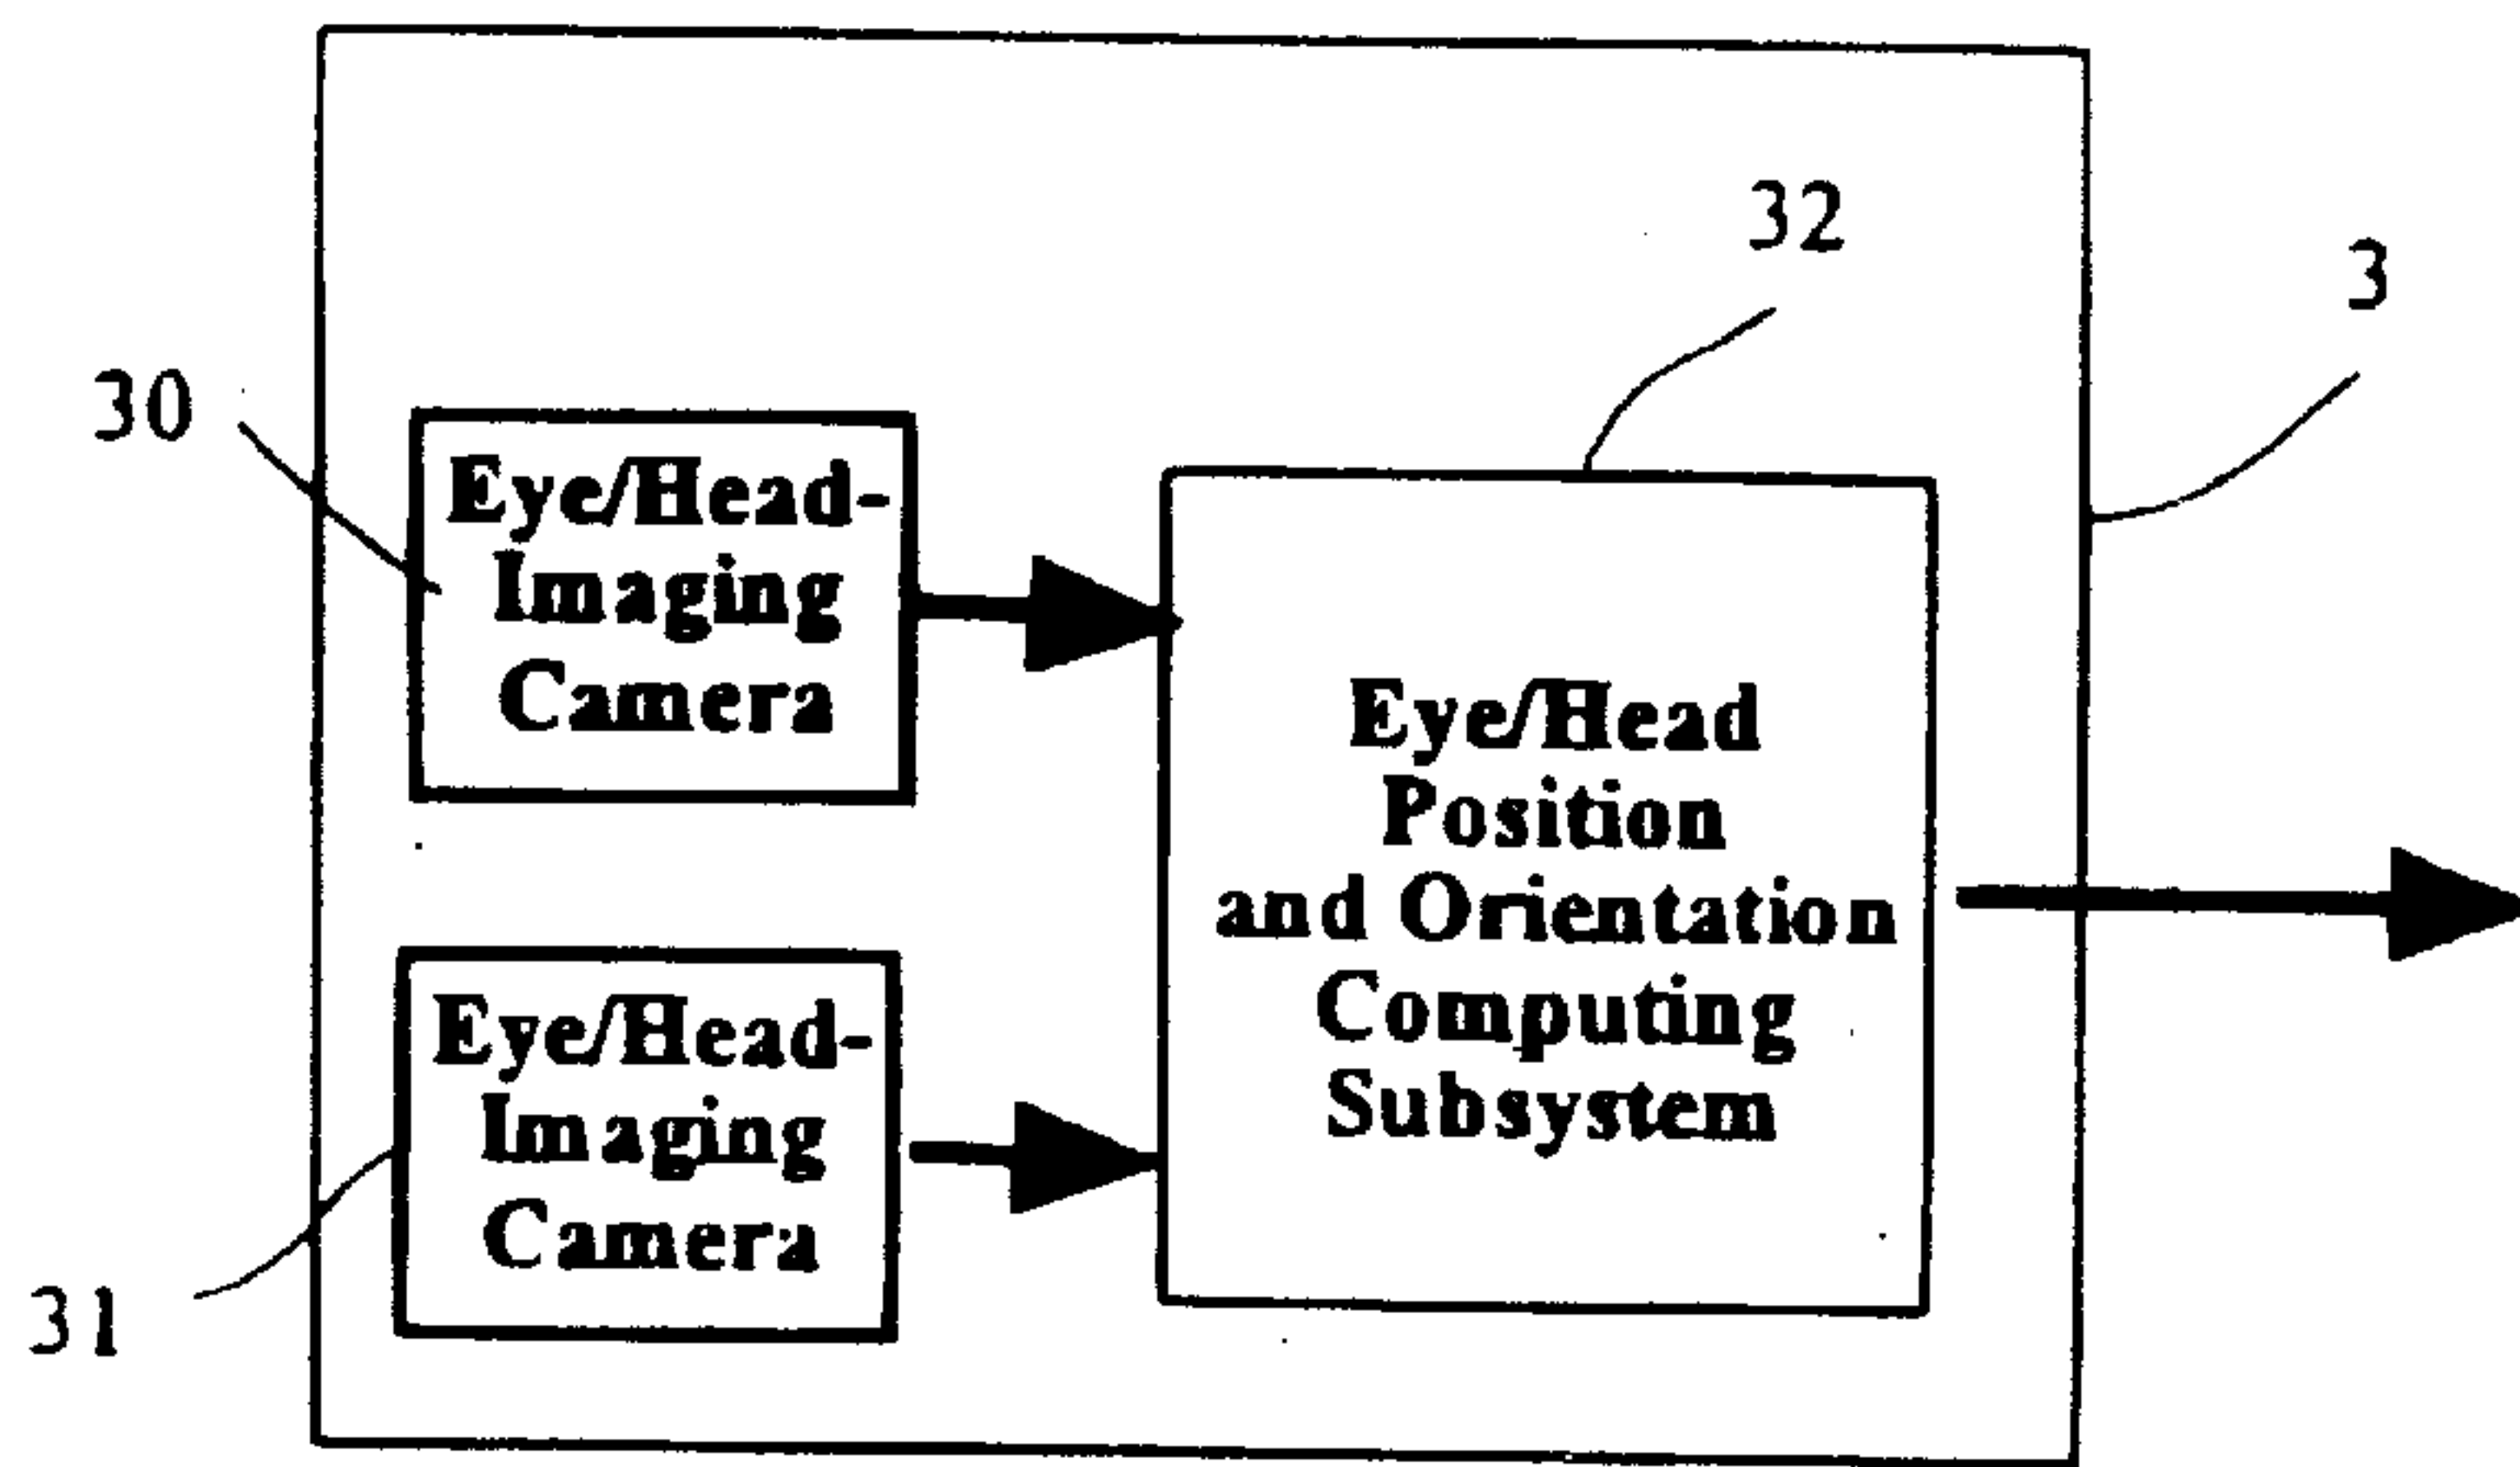 32
3
30
Eye/Head-
Imaging
Camera
Eye/Head
Position
and Orientation
Computing
Subsystem
Eye/Head-
Imaging
Camera
31